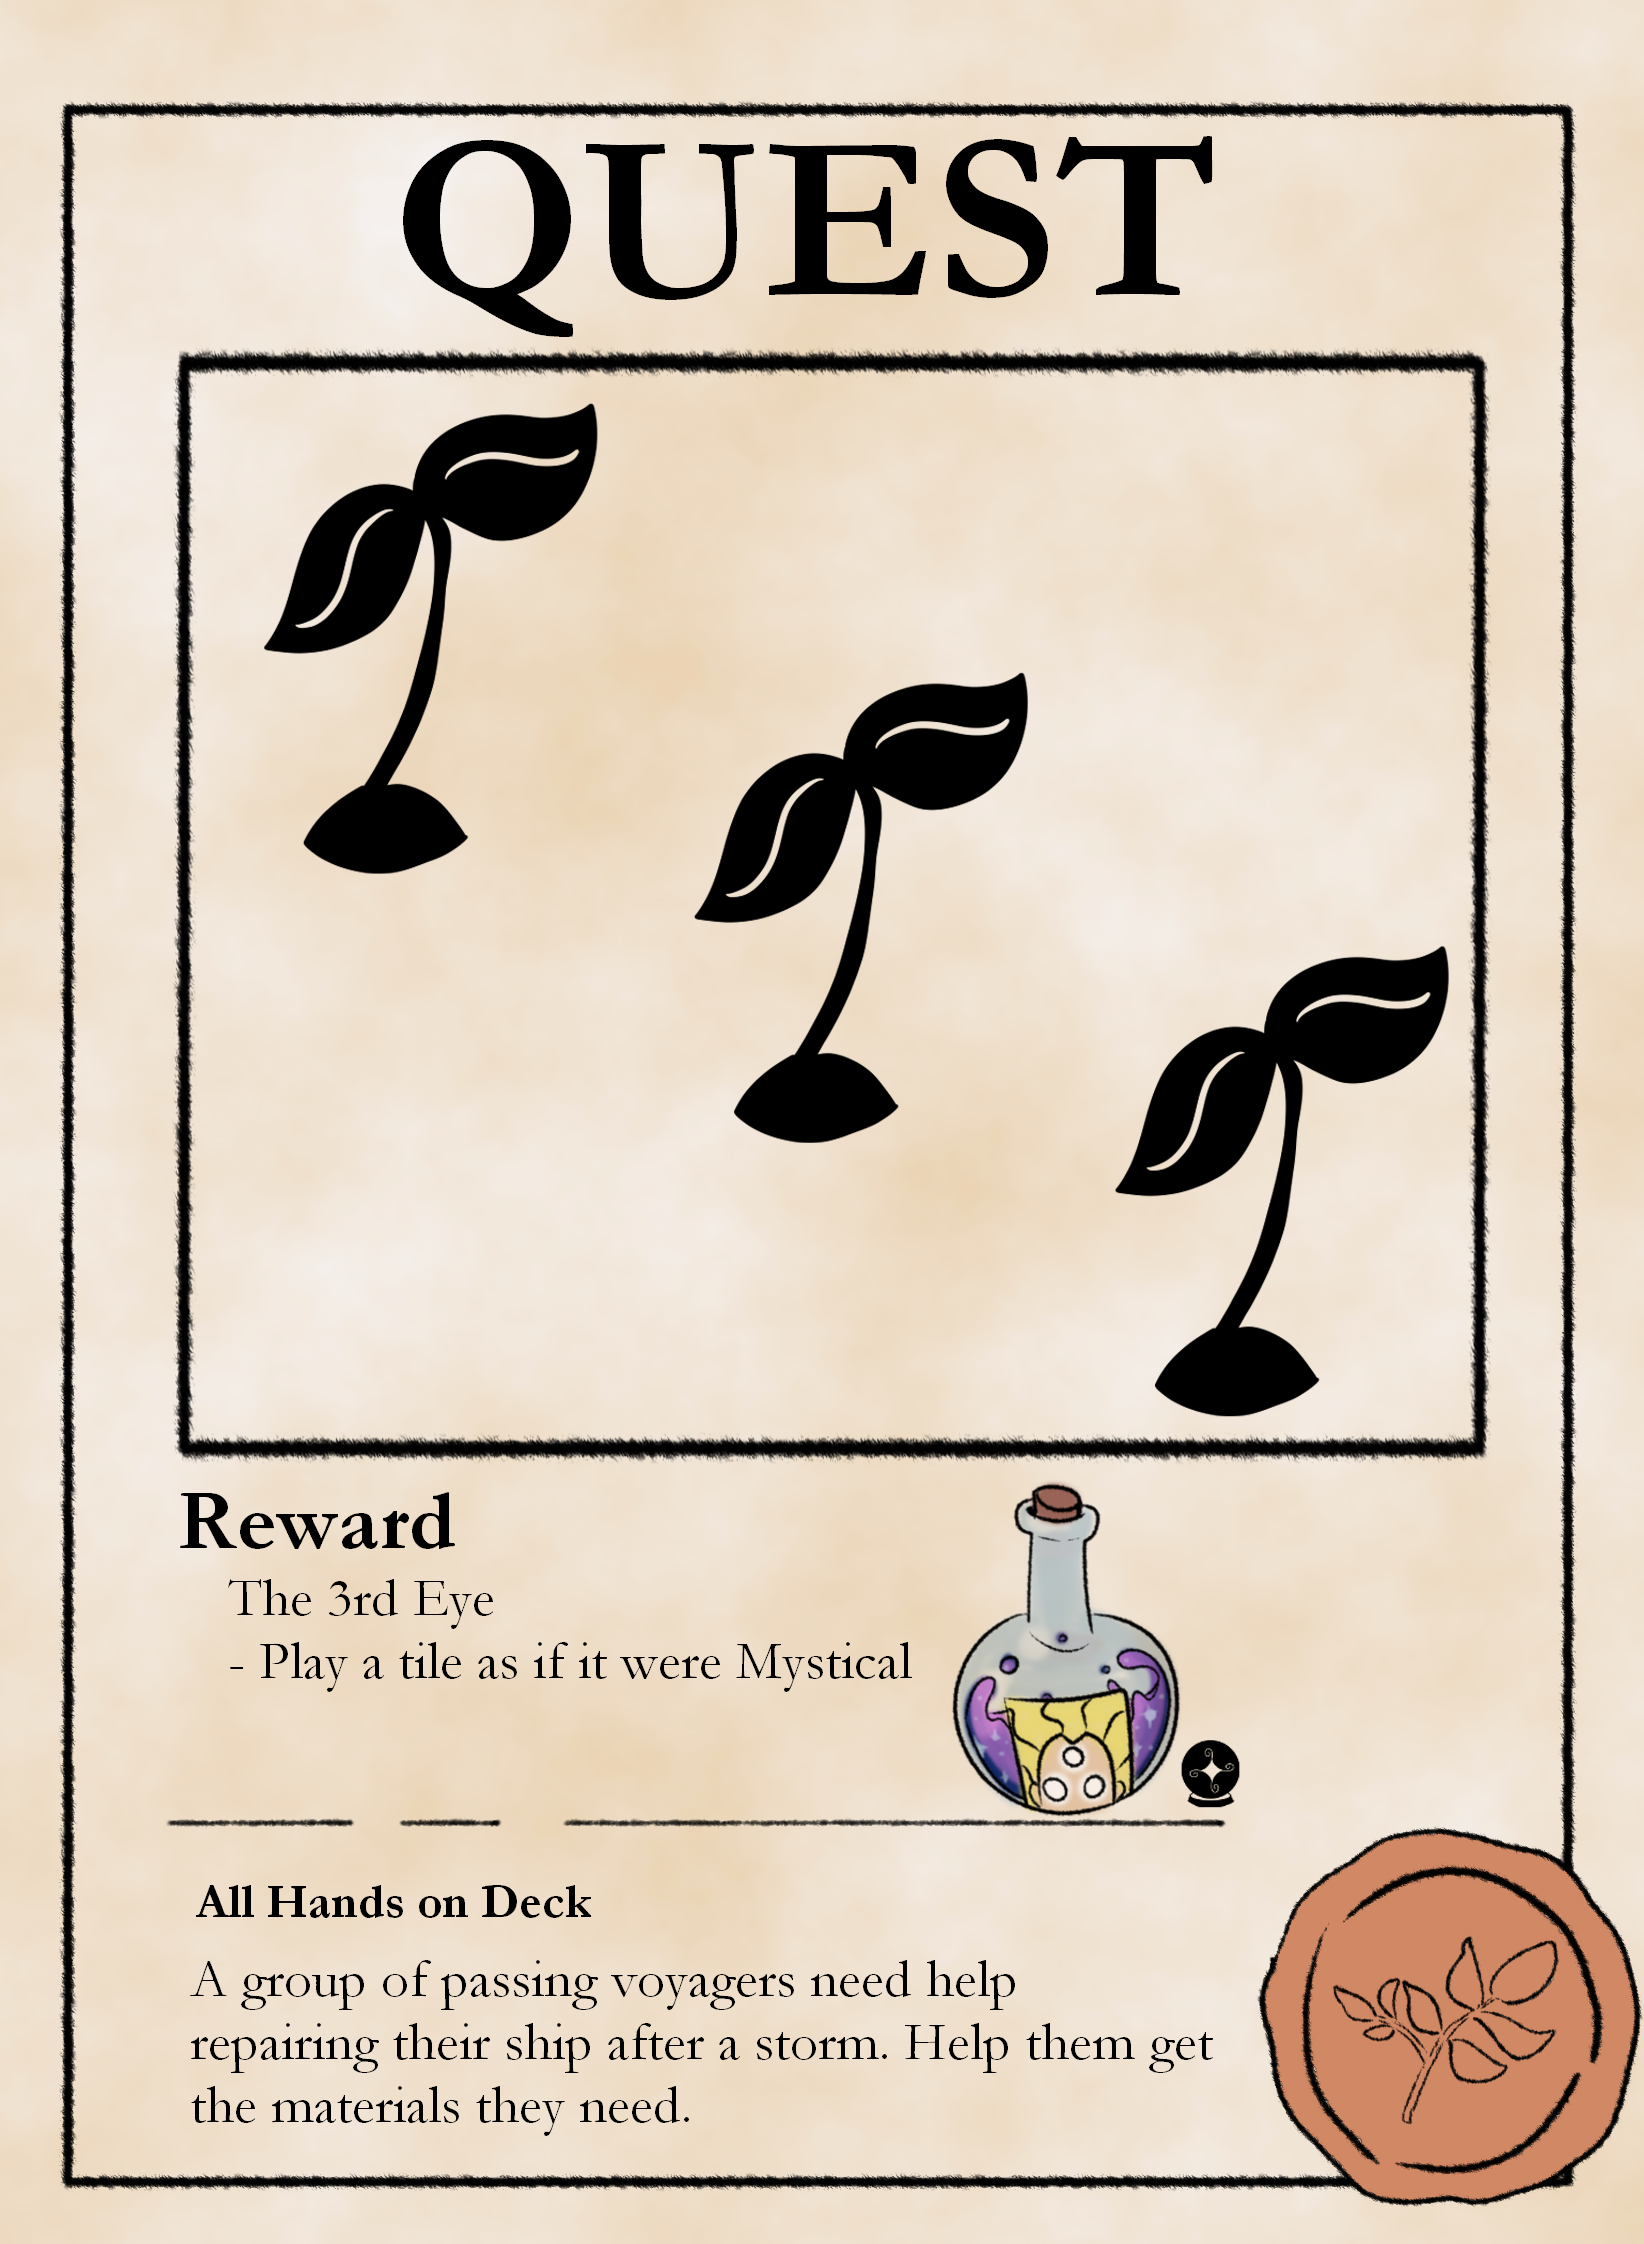 QUEST
Reward
The 3rd Eye
- Play a tile as if it were Mystical
All Hands on Deck
A group of passing voyagers need help
repairing their ship after a storm. Help them get
the materials they need.